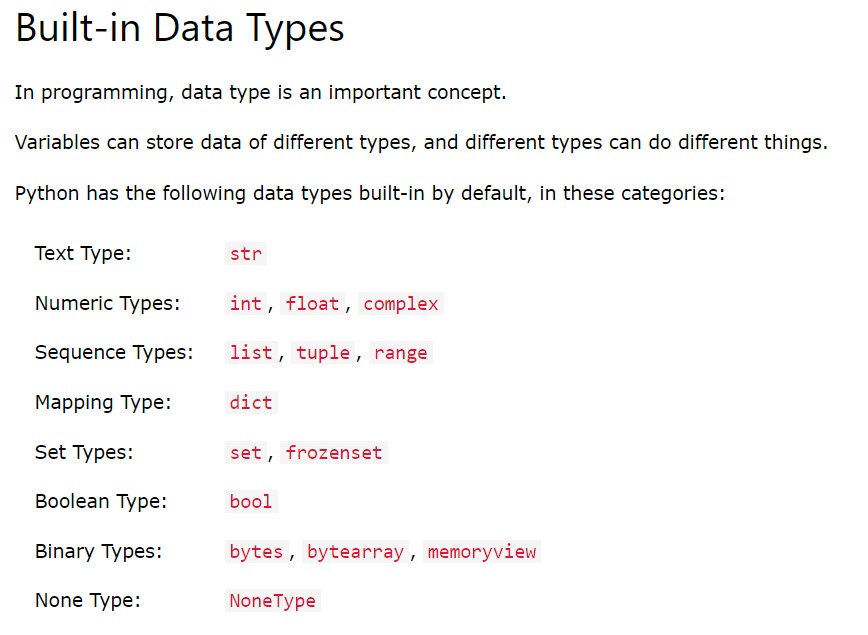 Built-in Data Types
In programming, data type is an important concept.
Variables can store data of different types, and different types can do different things.
Python has the following data types built-in by default, in these categories:
Text Type: str
Numeric Types: int, float, complex
Sequence Types: list, tuple, range
Mapping Type: dict
Set Types: set, frozenset
Boolean Type: bool
Binary Types: bytes, bytearray, memoryview
None Type: NoneType